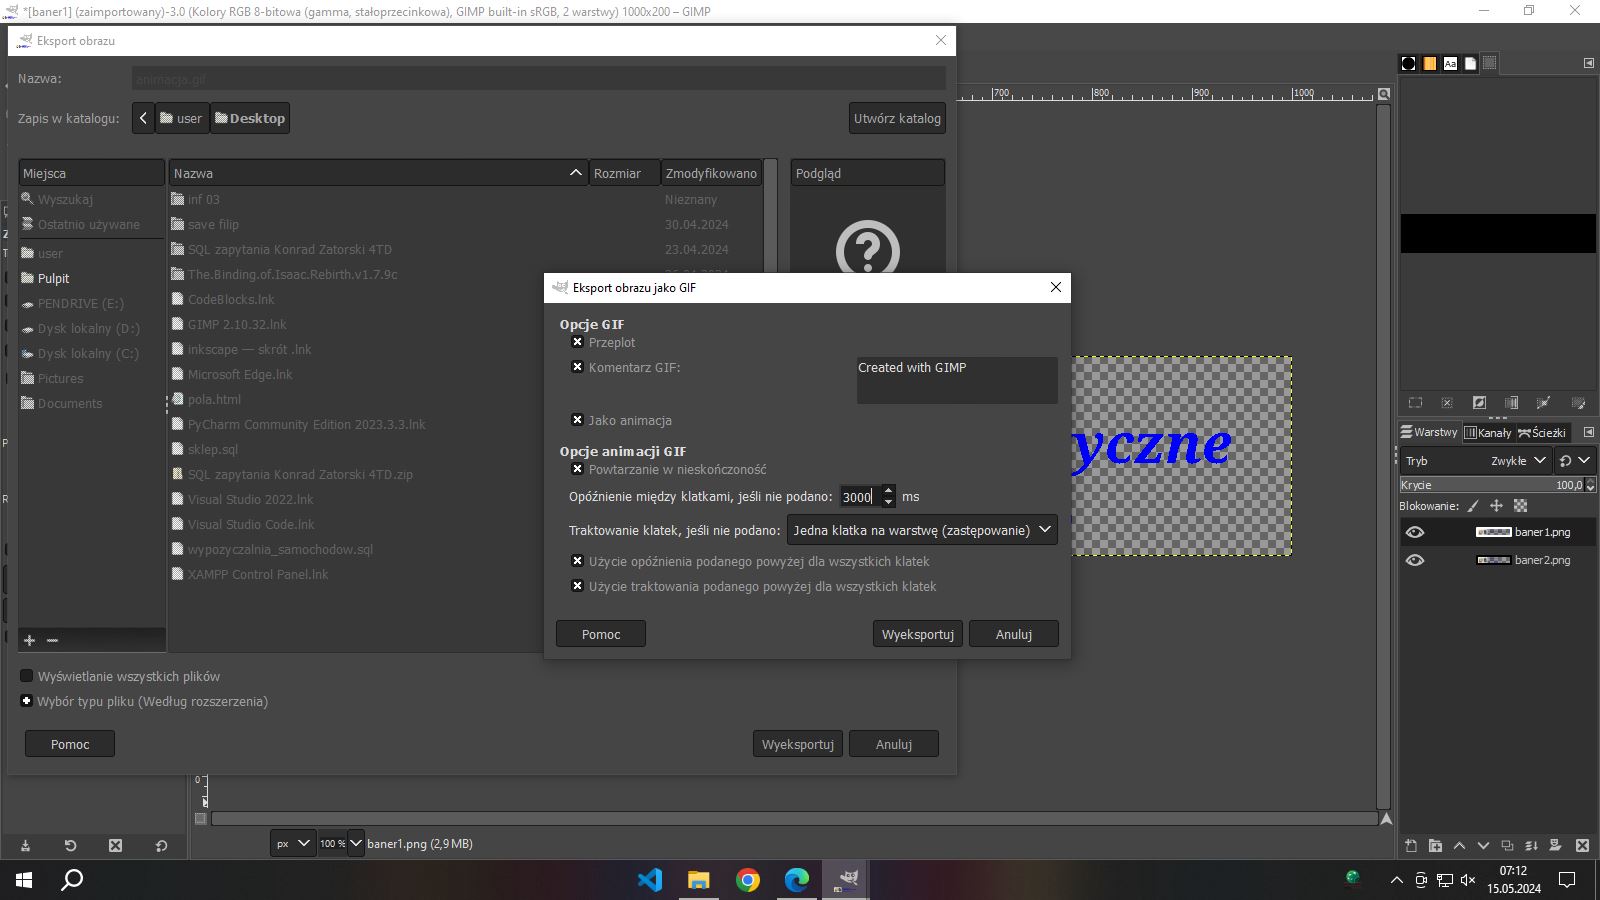 *[baner1] (zaimportowany)-3.0 (Kolory RGB 8-bitowa (gamma, stałoprzecinkowa), GIMP built-in sRGB, 2 warstwy) 1000x200 – GIMP
Eksport obrazu
Nazwa:
animacja.gif
Zapis w katalogu:
user
Desktop
Utwórz katalog
Miejsca
Wyszukaj
Ostatnio używane
user
Pulpit
PENDRIVE (E:)
Dysk lokalny (D:)
Dysk lokalny (C:)
Pictures
Documents
Nazwa
Rozmiar
Zmodyfikowano
inf 03
Nieznany
save filip
30.04.2024
SQL zapytania Konrad Zatorski 4TD
23.04.2024
The.Binding.of.Isaac.Rebirth.v1.7.9c
CodeBlocks.lnk
GIMP 2.10.32.lnk
inkscape — skrót .lnk
Microsoft Edge.lnk
pola.html
PyCharm Community Edition 2023.3.3.lnk
sklep.sql
SQL zapytania Konrad Zatorski 4TD.zip
Visual Studio 2022.lnk
Visual Studio Code.lnk
wypozyczalnia_samochodow.sql
XAMPP Control Panel.lnk
Podgląd
Wyświetlanie wszystkich plików
Wybór typu pliku (Według rozszerzenia)
Pomoc
Wyeksportuj
Anuluj
Eksport obrazu jako GIF
Opcje GIF
Przeplot
Komentarz GIF:
Created with GIMP
Jako animacja
Opcje animacji GIF
Powtarzanie w nieskończoność
Opóźnienie między klatkami, jeśli nie podano: 3000 ms
Traktowanie klatek, jeśli nie podano: Jedna klatka na warstwę (zastępowanie)
Użycie opóźnienia podanego powyżej dla wszystkich klatek
Użycie traktowania podanego powyżej dla wszystkich klatek
Pomoc
Wyeksportuj
Anuluj
700
800
900
1000
yczne
Aa
Warstwy
Kanały
Ścieżki
Tryb
Zwykłe
Krycie
100,0
Blokowanie:
baner1.png
baner2.png
0
px
100 %
baner1.png (2,9 MB)
07:12
15.05.2024